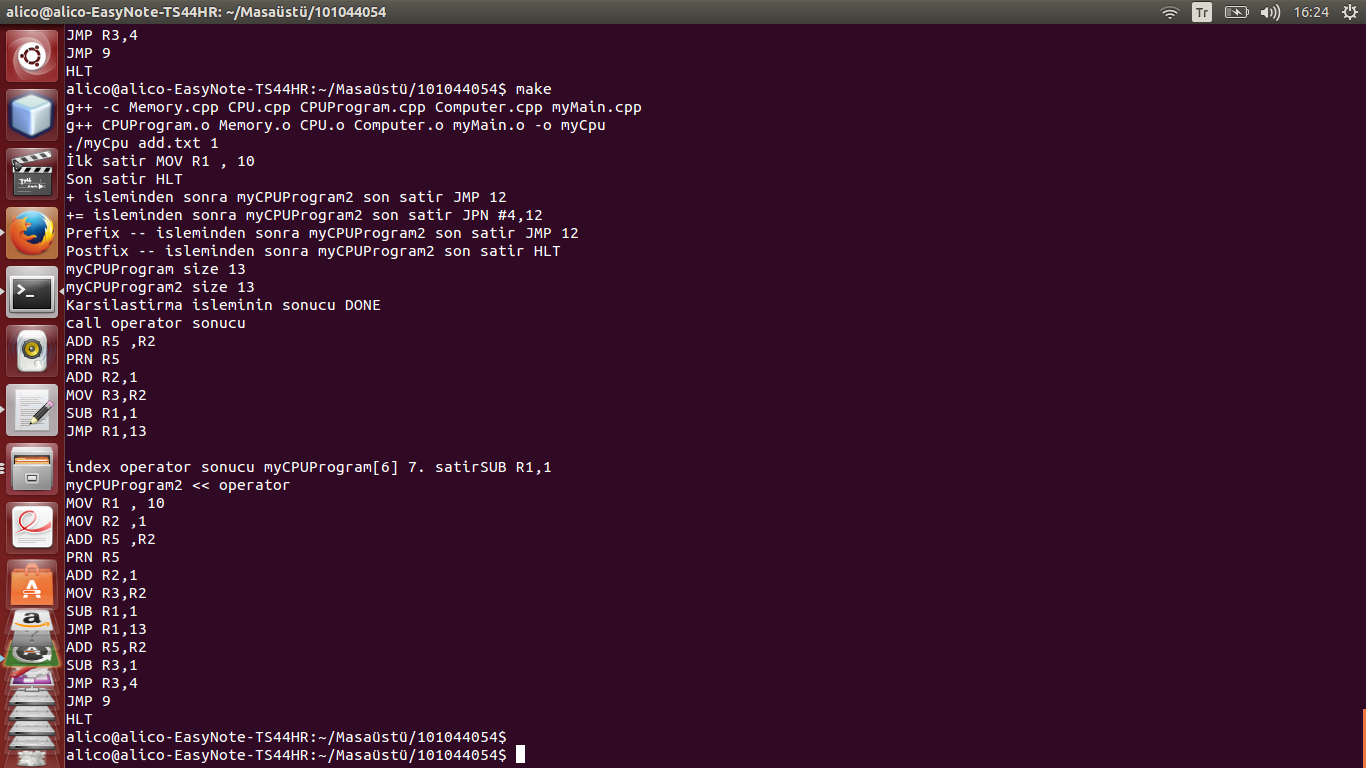 alico@alico-EasyNote-TS44HR: ~/Masaüstü/101044054
Tr
16:24
JMP R3,4
JMP 9
HLT
alico@alico-EasyNote-TS44HR:~/Masaüstü/101044054$ make
g++ -c Memory.cpp CPU.cpp CPUProgram.cpp Computer.cpp myMain.cpp
g++ CPUProgram.o Memory.o CPU.o Computer.o myMain.o -o myCpu
./myCpu add.txt 1
İlk satir MOV R1 , 10
Son satir HLT
+ isleminden sonra myCPUProgram2 son satir JMP 12
+= isleminden sonra myCPUProgram2 son satir JPN #4,12
Prefix -- isleminden sonra myCPUProgram2 son satir JMP 12
Postfix -- isleminden sonra myCPUProgram2 son satir HLT
myCPUProgram size 13
myCPUProgram2 size 13
Karsilastirma isleminin sonucu DONE
call operator sonucu
ADD R5 ,R2
PRN R5
ADD R2,1
MOV R3,R2
SUB R1,1
JMP R1,13
index operator sonucu myCPUProgram[6] 7. satirSUB R1,1
myCPUProgram2 << operator
MOV R1 , 10
MOV R2 ,1
ADD R5 ,R2
PRN R5
ADD R2,1
MOV R3,R2
SUB R1,1
JMP R1,13
ADD R5,R2
SUB R3,1
JMP R3,4
JMP 9
HLT
alico@alico-EasyNote-TS44HR:~/Masaüstü/101044054$
alico@alico-EasyNote-TS44HR:~/Masaüstü/101044054$